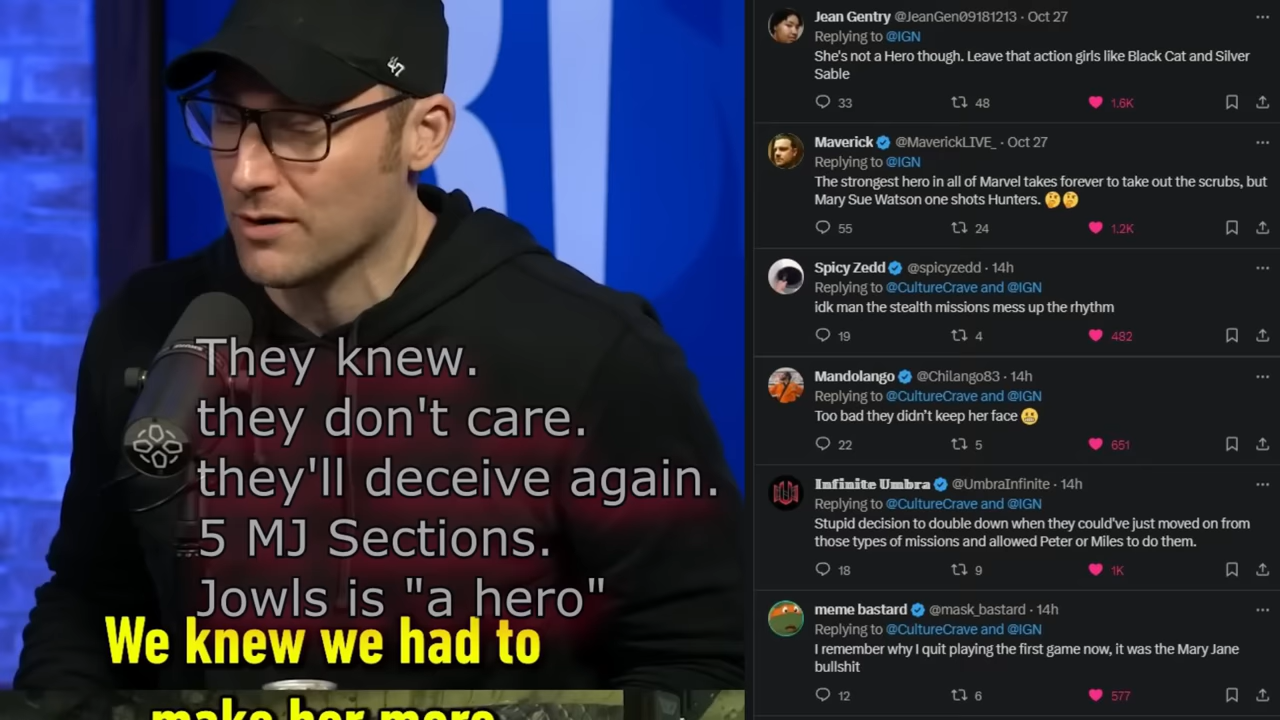 47
They knew.
they don't care.
they'll deceive again.
5 MJ Sections.
Jowls is "a hero"
We knew we had to
make her more
Jean Gentry @JeanGen09181213 · Oct 27
Replying to @IGN
She's not a Hero though. Leave that action girls like Black Cat and Silver
Sable
33 48 1.6K
Maverick @MaverickLIVE_ · Oct 27
Replying to @IGN
The strongest hero in all of Marvel takes forever to take out the scrubs, but
Mary Sue Watson one shots Hunters. 🤔🤔
55 24 1.2K
Spicy Zedd @spicyzedd · 14h
Replying to @CultureCrave and @IGN
idk man the stealth missions mess up the rhythm
19 4 482
Mandolango @Chilango83 · 14h
Replying to @CultureCrave and @IGN
Too bad they didn't keep her face 😬
22 5 651
Infinite Umbra @UmbraInfinite · 14h
Replying to @CultureCrave and @IGN
Stupid decision to double down when they could've just moved on from
those types of missions and allowed Peter or Miles to do them.
18 9 1K
meme bastard @mask_bastard · 14h
Replying to @CultureCrave and @IGN
I remember why I quit playing the first game now, it was the Mary Jane
bullshit
12 6 577